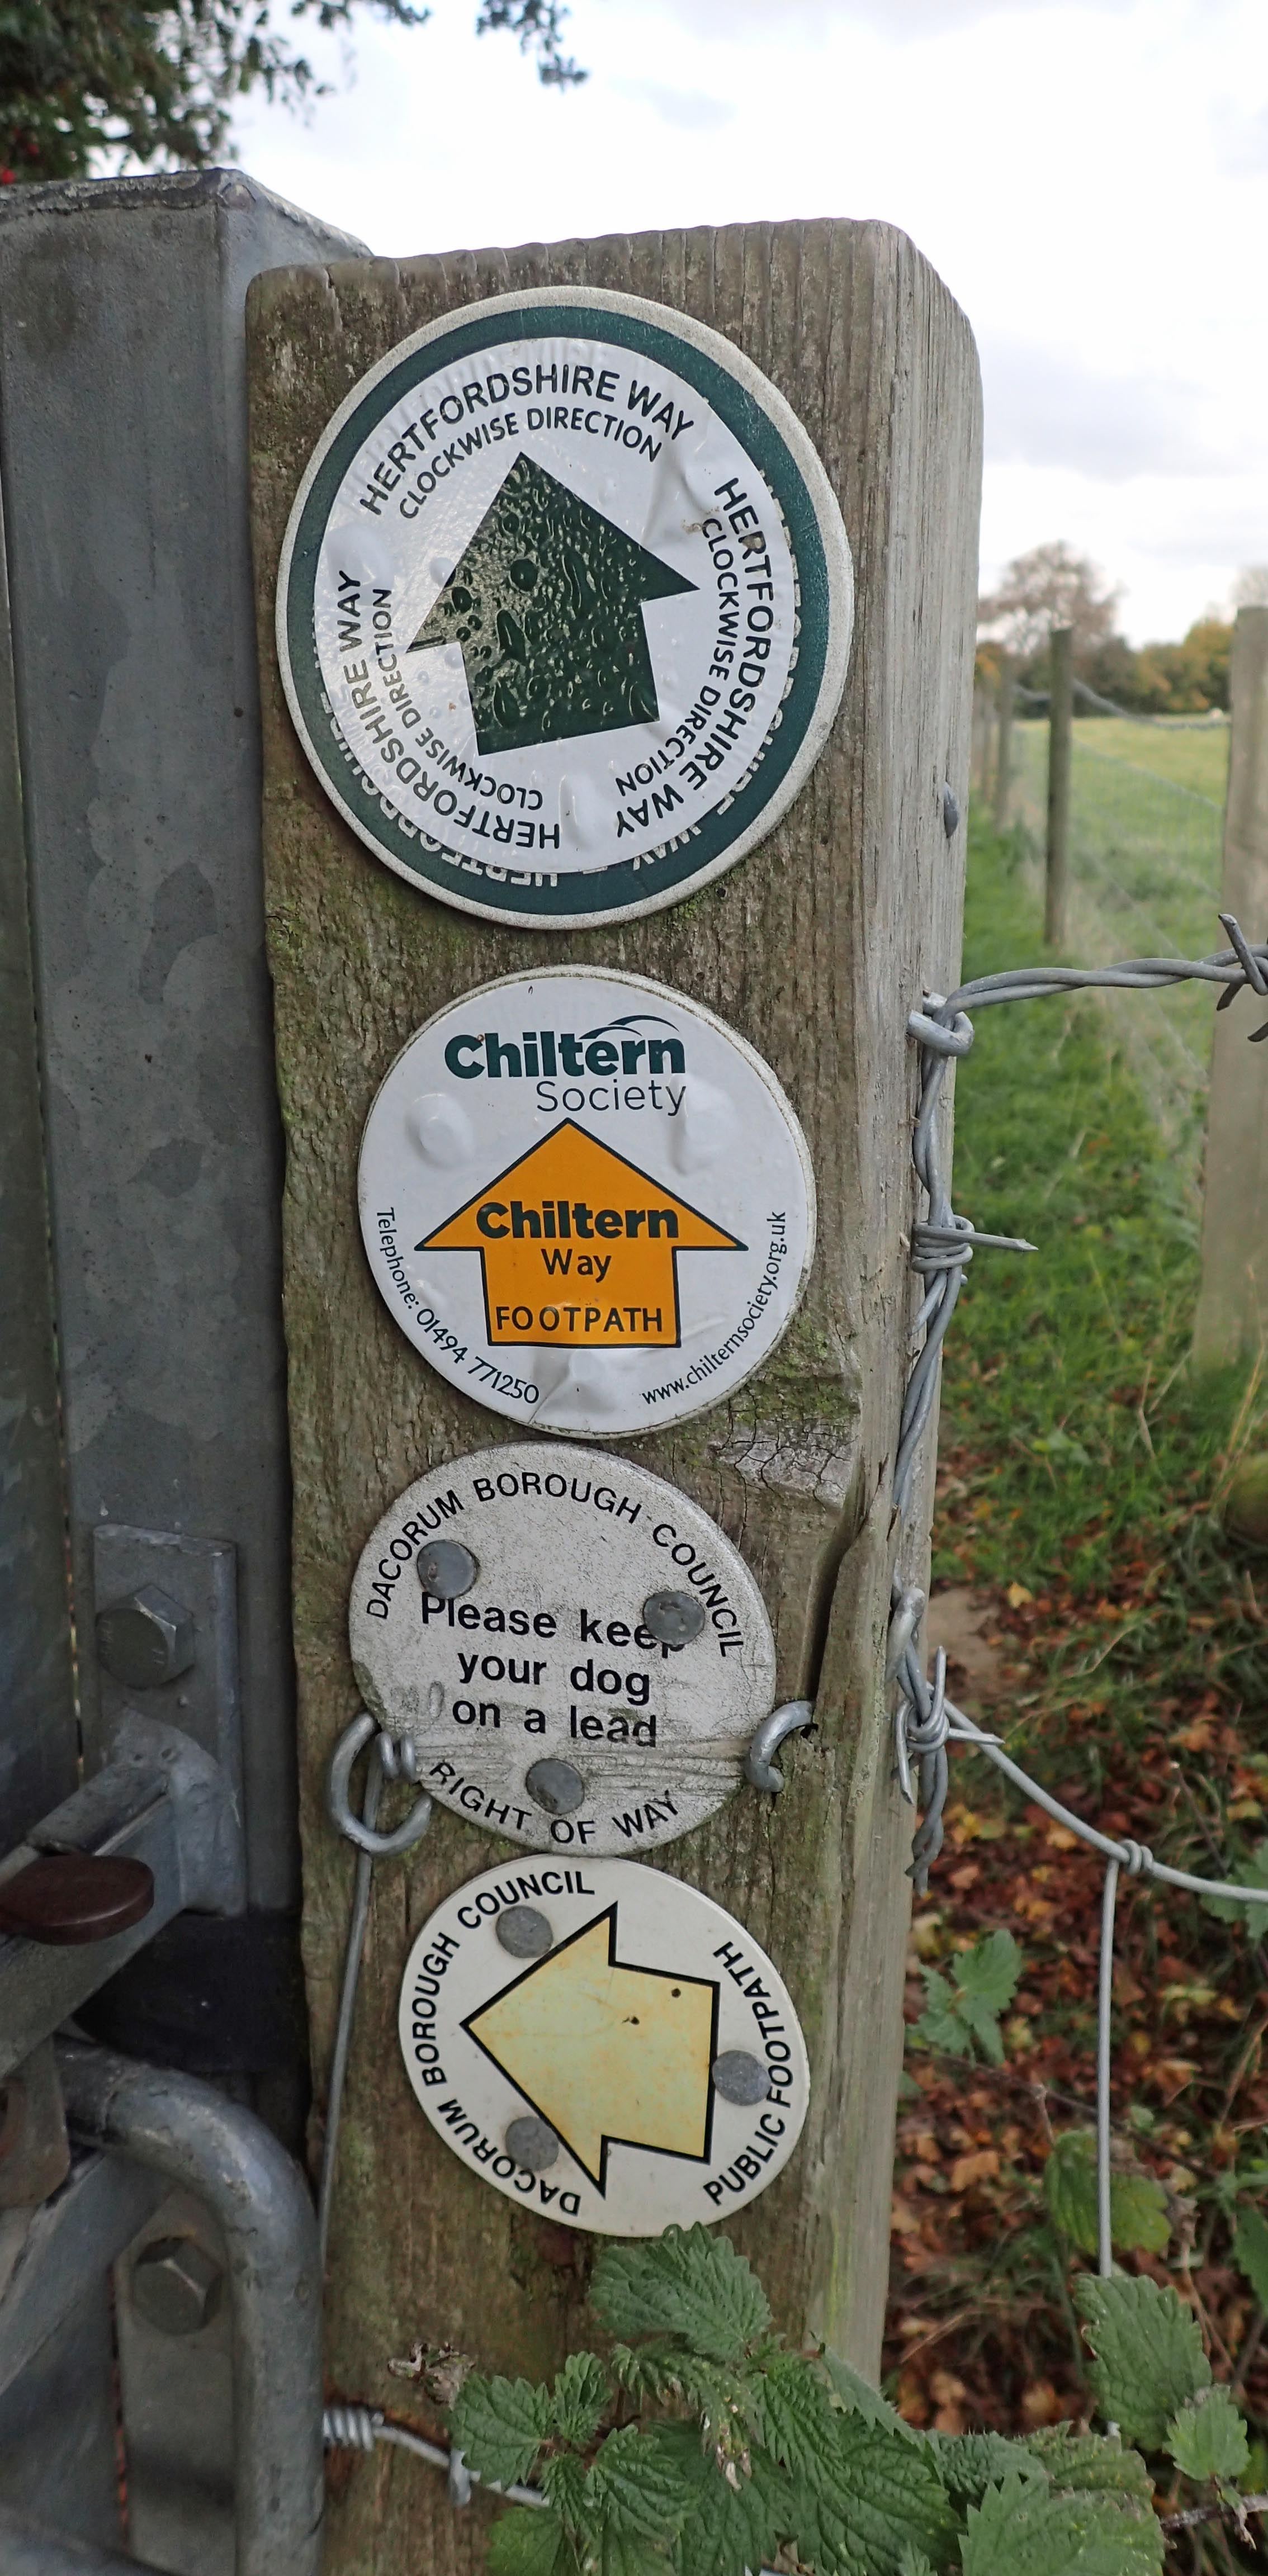 HERTFORDSHIRE WAY
CLOCKWISE DIRECTION
HERTFORDSHIRE WAY
CLOCKWISE DIRECTION
HERTFORDSHIRE WAY
CLOCKWISE DIRECTION
Chiltern
Society
Chiltern
Way
FOOTPATH
Telephone: 01494 771250
www.chilternsociety.org.uk
DACORUM BOROUGH COUNCIL
Please keep
your dog
on a lead
RIGHT OF WAY
DACORUM BOROUGH COUNCIL
PUBLIC FOOTPATH